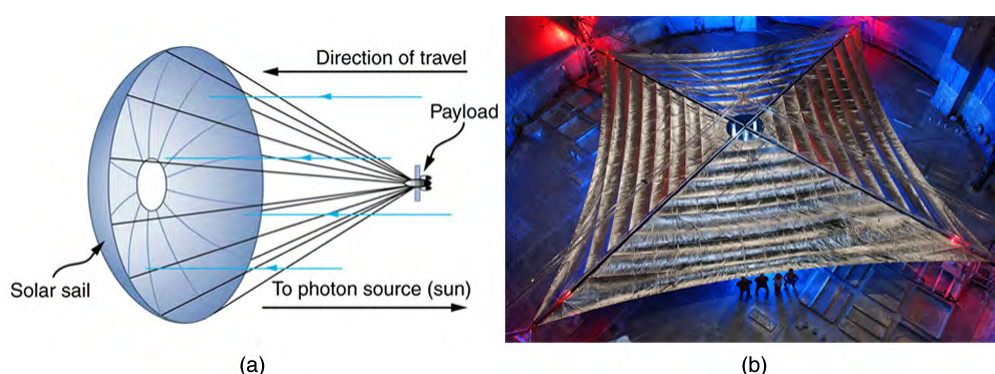 Direction of travel
Payload
Solar sail
To photon source (sun)
(a)
(b)